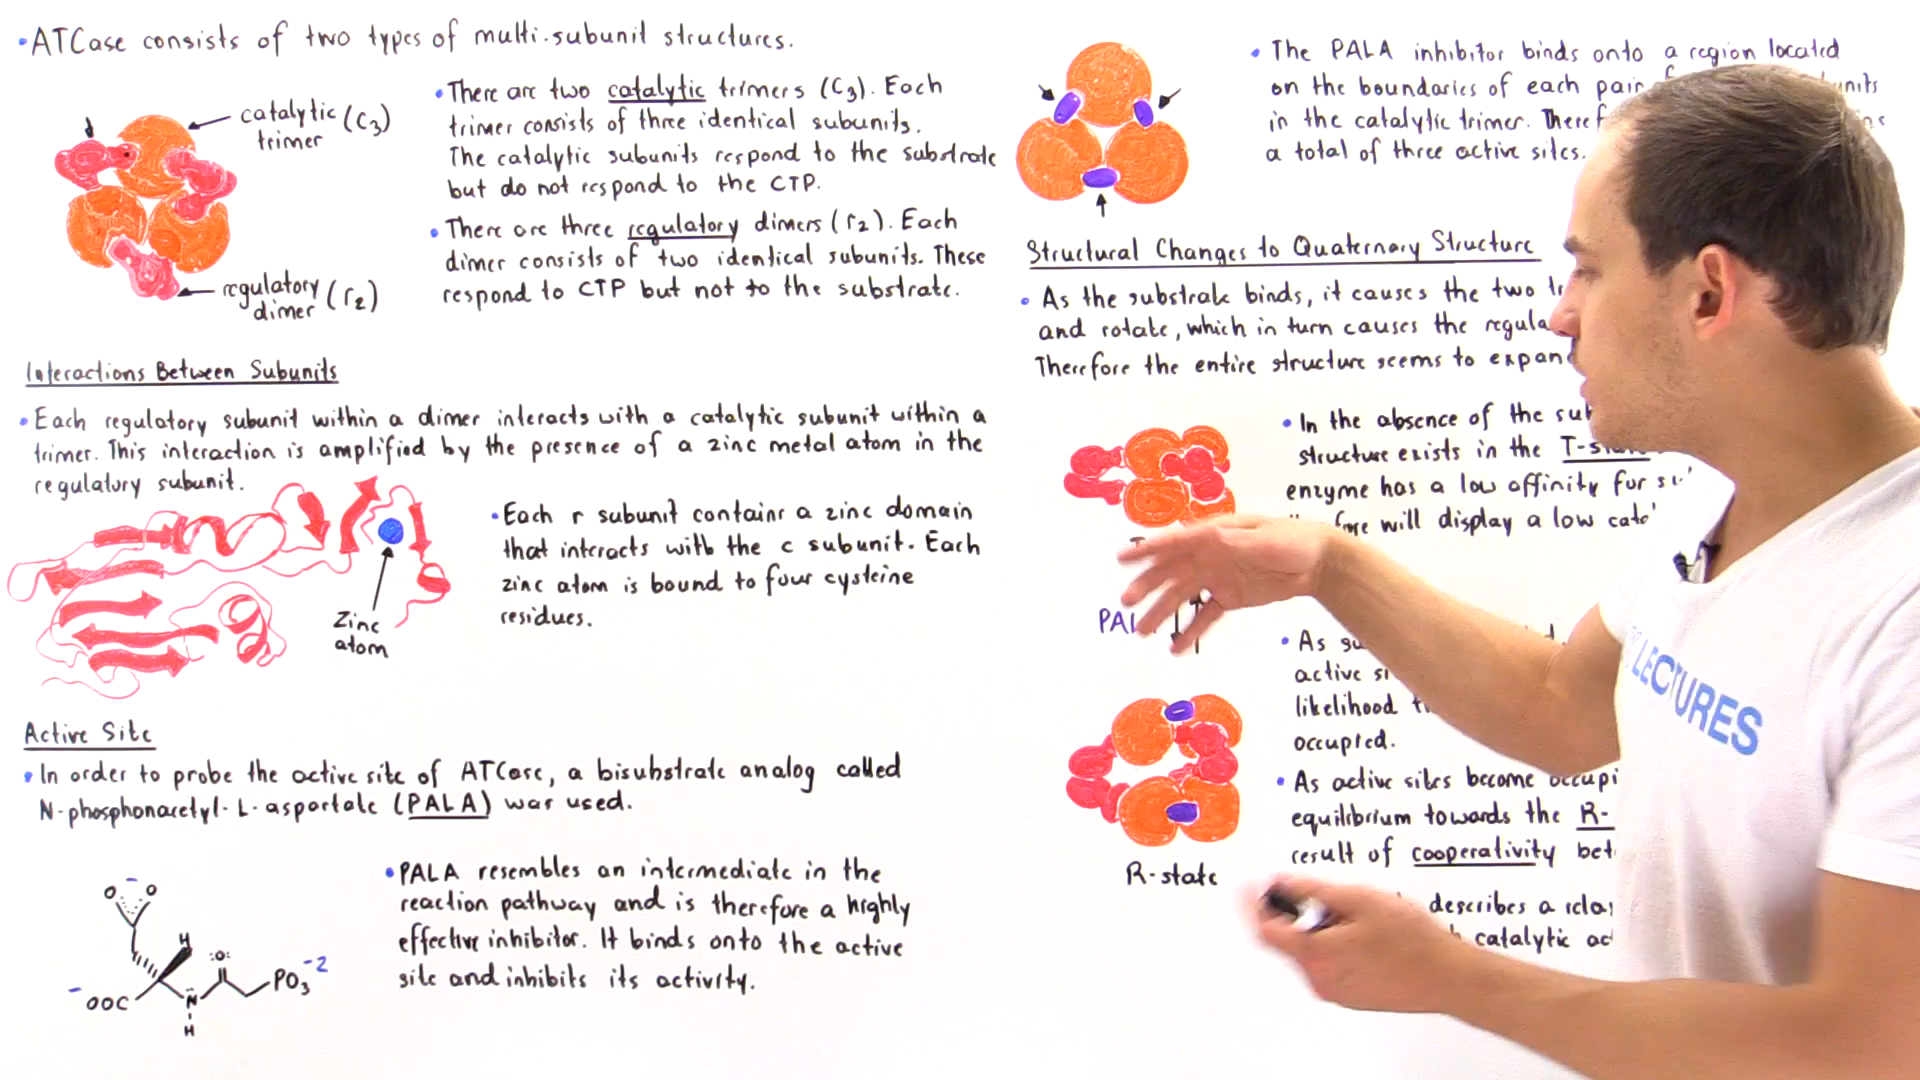 •ATCase consists of two types of multi-subunit structures.
catalytic (C3)
trimer
regulatory (r2)
dimer
•There are two catalytic trimers (C3). Each
trimer consists of three identical subunits.
The catalytic subunits respond to the substrate
but do not respond to the CTP.
•There are three regulatory dimers (r2). Each
dimer consists of two identical subunits. These
respond to CTP but not to the substrate.
Interactions Between Subunits
•Each regulatory subunit within a dimer interacts with a catalytic subunit within a
trimer. This interaction is amplified by the presence of a zinc metal atom in the
regulatory subunit.
Zinc
atom
•Each r subunit contains a zinc domain
that interacts with the c subunit. Each
zinc atom is bound to four cysteine
residues.
Active Site
•In order to probe the active site of ATCase, a bisubstrate analog called
N-phosphonacetyl-L-aspartate (PALA) was used.
O - O
H
:O:
-OOC
N
H
PO3 -2
•PALA resembles an intermediate in the
reaction pathway and is therefore a highly
effective inhibitor. It binds onto the active
site and inhibits its activity.
•The PALA inhibitor binds onto a region located
on the boundaries of each pair
in the catalytic trimer.
a total of three active sites.
Structural Changes to Quaternary Structure
•As the substrate binds, it causes the two
and rotate, which in turn causes the
Therefore the entire structure seems to
•In the absence of the
structure exists in the
enzyme has a low affinity for
will display a low
PAL
•As
active
likelihood
occupied.
R-state
•As active sites become
equilibrium towards the R-
result of cooperativity
describes a
catalytic
LECTURES